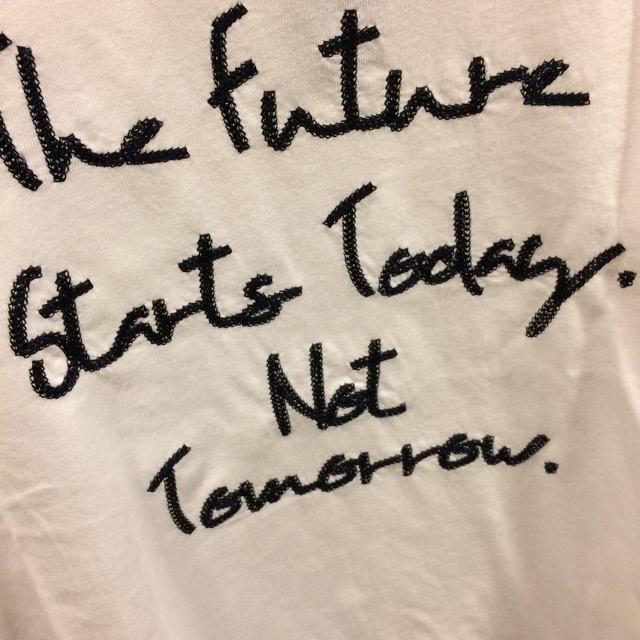 The Future
Starts Today.
Not
Tomorrow.